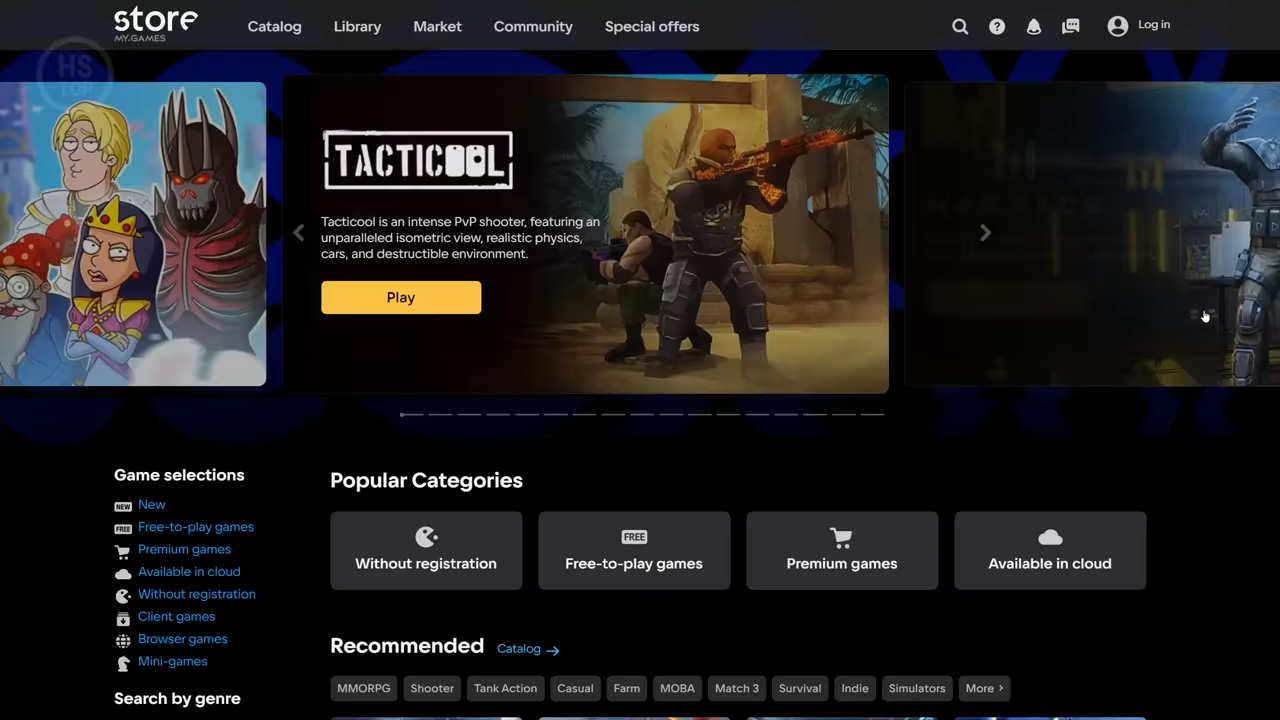 store
MY.GAMES
Catalog
Library
Market
Community
Special offers
?
Log in
HS
TOP
TACTICOOL
Tacticool is an intense PvP shooter, featuring an
unparalleled isometric view, realistic physics,
cars, and destructible environment.
Play
Game selections
NEW New
FREE Free-to-play games
Premium games
Available in cloud
Without registration
Client games
Browser games
Mini-games
Search by genre
Popular Categories
Without registration
FREE
Free-to-play games
Premium games
Available in cloud
Recommended
Catalog →
MMORPG
Shooter
Tank Action
Casual
Farm
MOBA
Match 3
Survival
Indie
Simulators
More